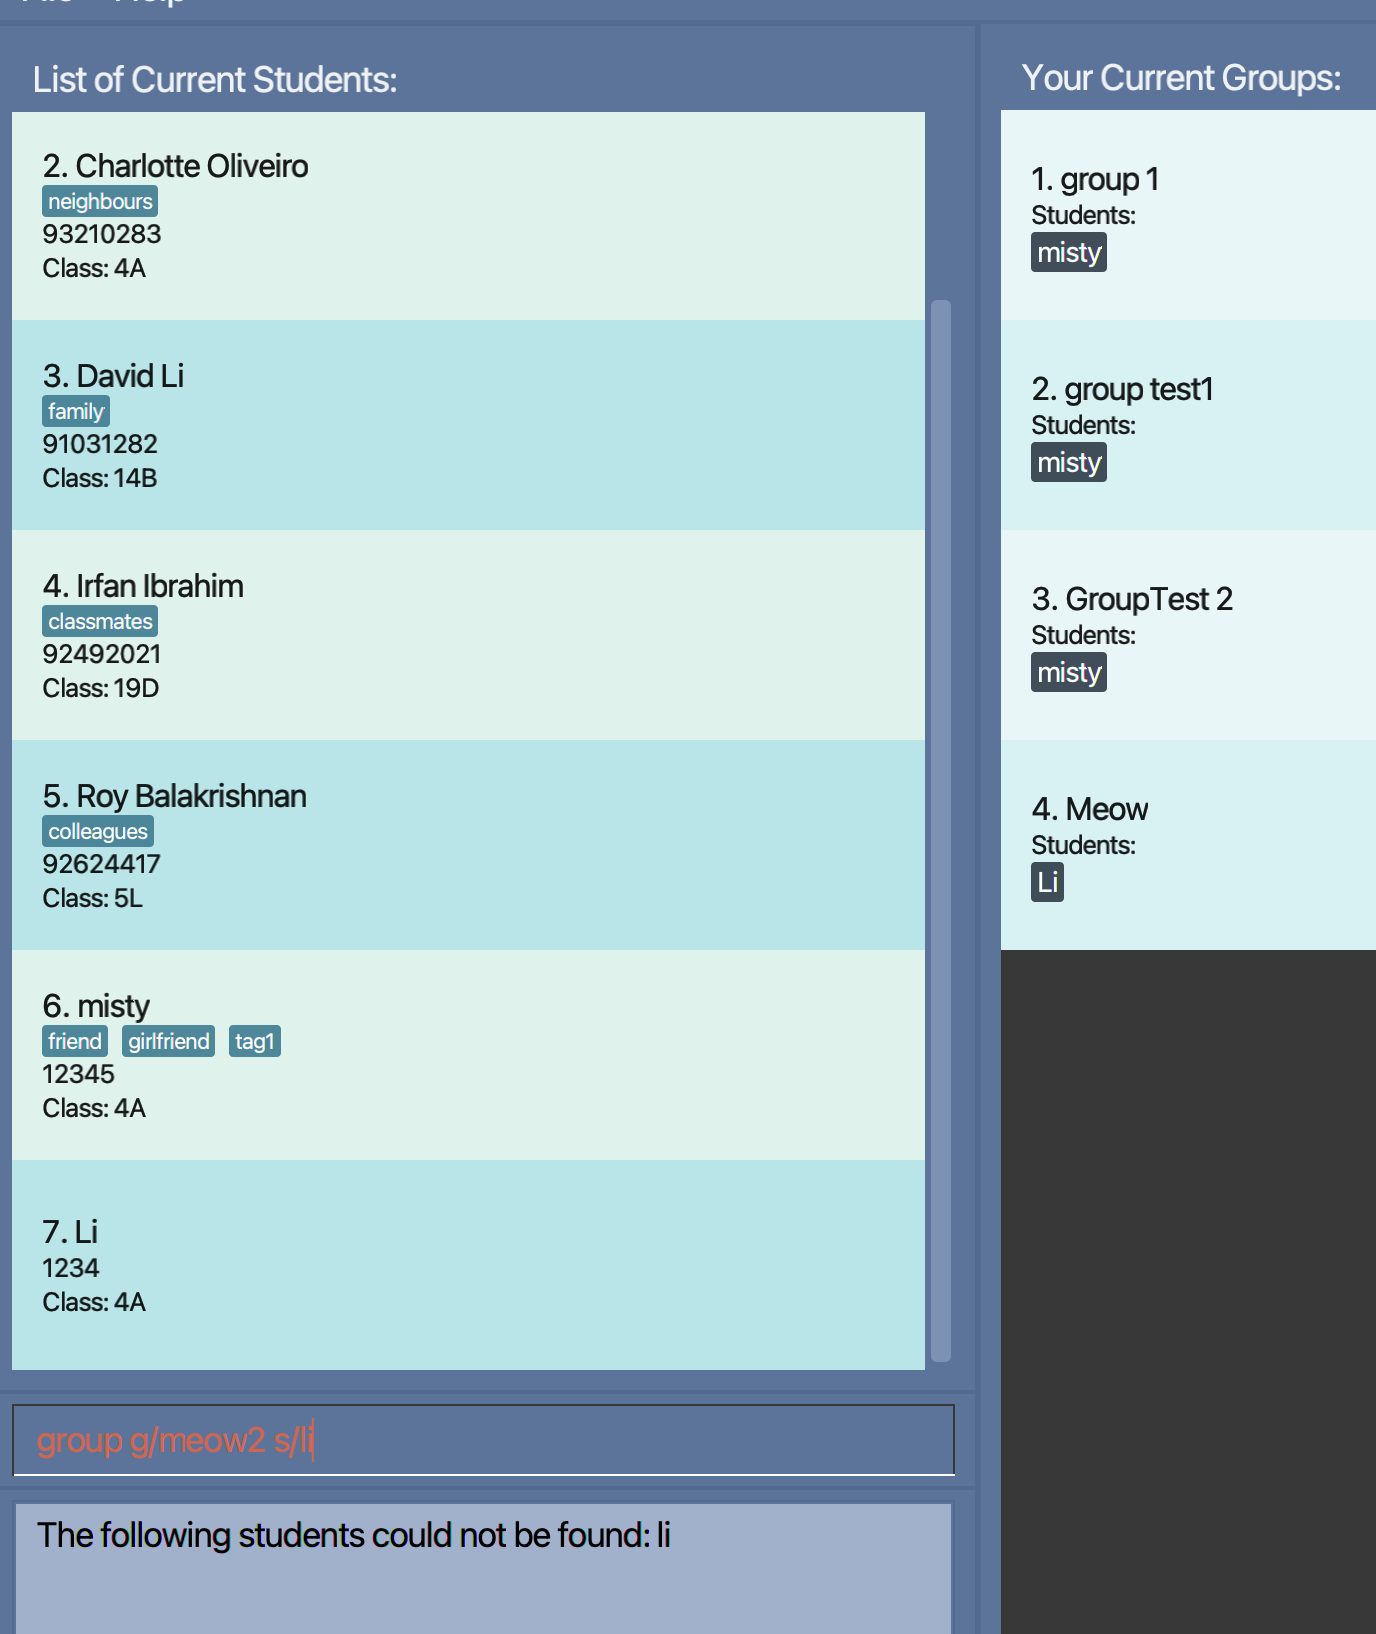 List of Current Students:
2. Charlotte Oliveiro
neighbours
93210283
Class: 4A
3. David Li
family
91031282
Class: 14B
4. Irfan Ibrahim
classmates
92492021
Class: 19D
5. Roy Balakrishnan
colleagues
92624417
Class: 5L
6. misty
friend girlfriend tag1
12345
Class: 4A
7. Li
1234
Class: 4A
group g/meow2 s/li
The following students could not be found: li
Your Current Groups:
1. group 1
Students:
misty
2. group test1
Students:
misty
3. GroupTest 2
Students:
misty
4. Meow
Students:
Li